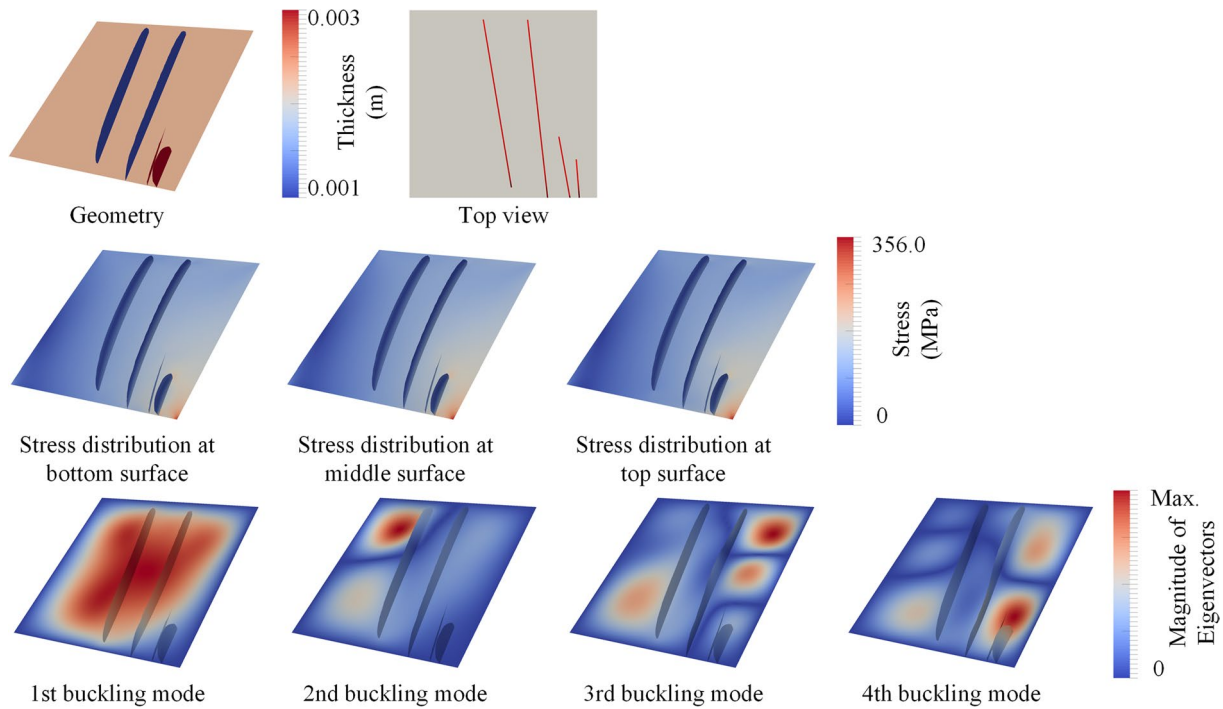 0.003
Thickness
(m)
0.001
Geometry
Top view
356.0
Stress
(MPa)
0
Stress distribution at
bottom surface
Stress distribution at
middle surface
Stress distribution at
top surface
Max.
Magnitude of
Eigenvectors
0
1st buckling mode
2nd buckling mode
3rd buckling mode
4th buckling mode